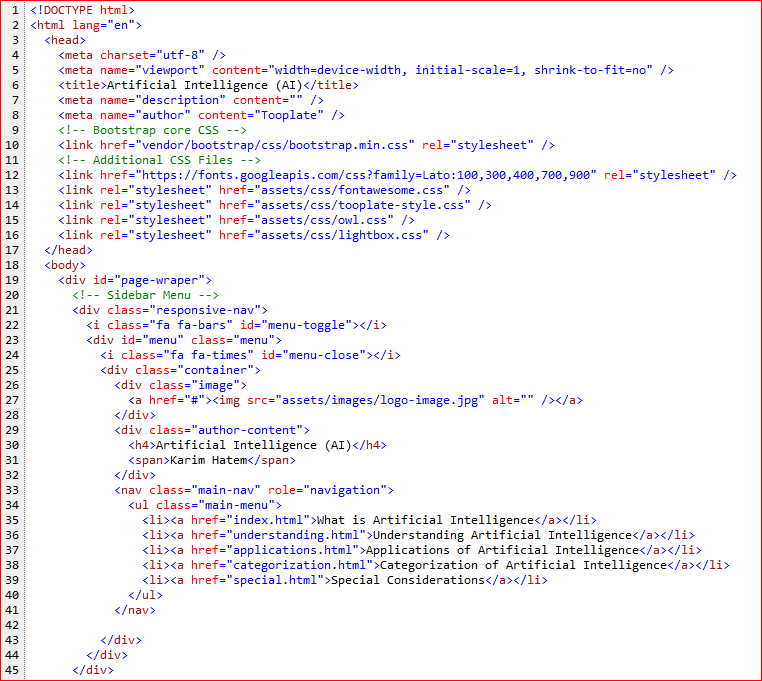 1 <!DOCTYPE html>
2 <html lang="en">
3   <head>
4     <meta charset="utf-8" />
5     <meta name="viewport" content="width=device-width, initial-scale=1, shrink-to-fit=no" />
6     <title>Artificial Intelligence (AI)</title>
7     <meta name="description" content="" />
8     <meta name="author" content="Tooplate" />
9     <!-- Bootstrap core CSS -->
10     <link href="vendor/bootstrap/css/bootstrap.min.css" rel="stylesheet" />
11     <!-- Additional CSS Files -->
12     <link href="https://fonts.googleapis.com/css?family=Lato:100,300,400,700,900" rel="stylesheet" />
13     <link rel="stylesheet" href="assets/css/fontawesome.css" />
14     <link rel="stylesheet" href="assets/css/tooplate-style.css" />
15     <link rel="stylesheet" href="assets/css/owl.css" />
16     <link rel="stylesheet" href="assets/css/lightbox.css" />
17   </head>
18   <body>
19     <div id="page-wraper">
20       <!-- Sidebar Menu -->
21       <div class="responsive-nav">
22         <i class="fa fa-bars" id="menu-toggle"></i>
23         <div id="menu" class="menu">
24           <i class="fa fa-times" id="menu-close"></i>
25           <div class="container">
26             <div class="image">
27               <a href="#"><img src="assets/images/logo-image.jpg" alt="" /></a>
28             </div>
29             <div class="author-content">
30               <h4>Artificial Intelligence (AI)</h4>
31               <span>Karim Hatem</span>
32             </div>
33             <nav class="main-nav" role="navigation">
34               <ul class="main-menu">
35                 <li><a href="index.html">What is Artificial Intelligence</a></li>
36                 <li><a href="understanding.html">Understanding Artificial Intelligence</a></li>
37                 <li><a href="applications.html">Applications of Artificial Intelligence</a></li>
38                 <li><a href="categorization.html">Categorization of Artificial Intelligence</a></li>
39                 <li><a href="special.html">Special Considerations</a></li>
40               </ul>
41             </nav>
42
43           </div>
44         </div>
45       </div>